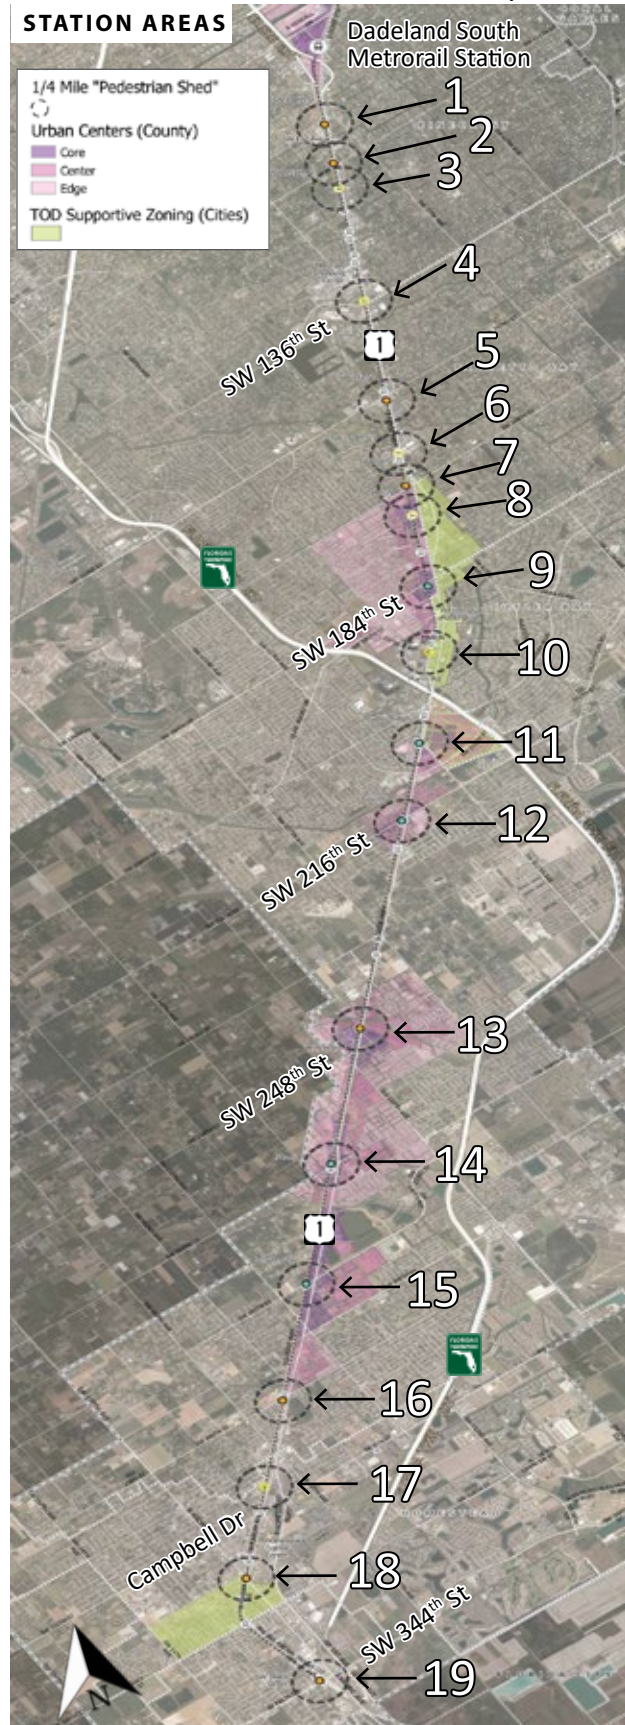 STATION AREAS
Dadeland South
Metrorail Station
1/4 Mile "Pedestrian Shed"
Urban Centers (County)
Core
Center
Edge
TOD Supportive Zoning (Cities)
1
2
3
4
SW 136th St
1
5
6
7
8
9
SW 184th St
10
11
12
SW 216th St
13
SW 248th St
14
1
15
16
17
Campbell Dr
18
SW 344th St
19
N